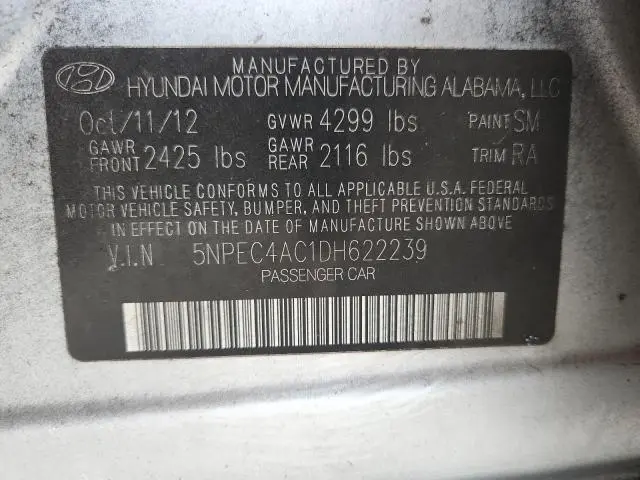 MANUFACTURED BY
HYUNDAI MOTOR MANUFACTURING ALABAMA, LLC
Oct/11/12 GVWR 4299 lbs PAINT SM
GAWR FRONT 2425 lbs GAWR REAR 2116 lbs TRIM RA
THIS VEHICLE CONFORMS TO ALL APPLICABLE U.S.A. FEDERAL
MOTOR VEHICLE SAFETY, BUMPER, AND THEFT PREVENTION STANDARDS
IN EFFECT ON THE DATE OF MANUFACTURE SHOWN ABOVE.
V.I.N 5NPEC4AC1DH622239
PASSENGER CAR